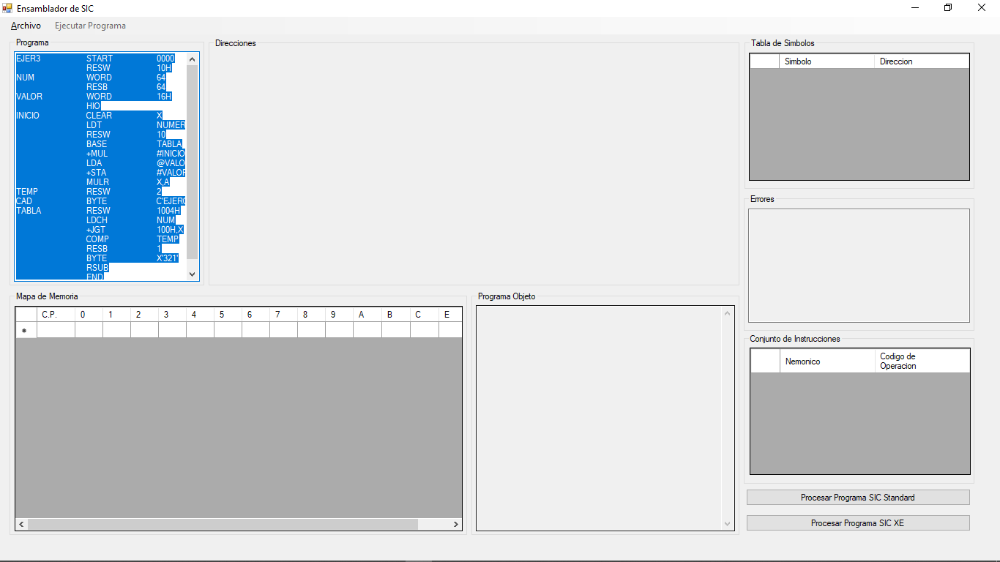 Ensamblador de SIC
Archivo Ejecutar Programa
Programa
EJER3 START 0000
RESW 10H
NUM WORD 64
RESB 64
VALOR WORD 16H
HIO
INICIO CLEAR X
LDT NUMER
RESW 10
BASE TABLA
+MUL #INICIO
LDA @VALO
+STA #VALOR
MULR X,A
TEMP RESW 2
CAD BYTE C'EJERC
TABLA RESW 1004H
LDCH NUM
+JGT 100H,X
COMP TEMP
RESB 1
BYTE X'321'
RSUB
END
Direcciones
Tabla de Simbolos
Simbolo Direccion
Errores
Mapa de Memoria
C.P. 0 1 2 3 4 5 6 7 8 9 A B C E
Programa Objeto
Conjunto de Instrucciones
Nemonico Codigo de
Operacion
Procesar Programa SIC Standard
Procesar Programa SIC XE